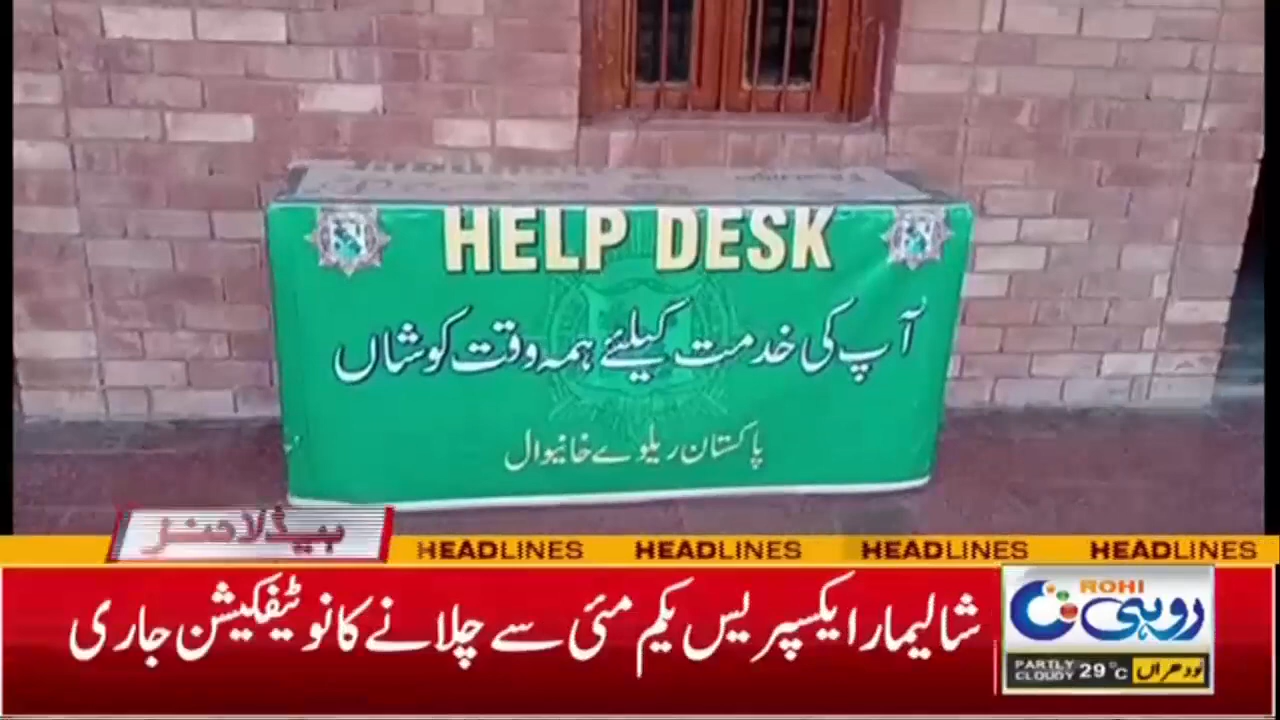 HELP DESK
آپ کی خدمت کیلئے ہمہ وقت کوشاں
پاکستان ریلوے خانیوال
ہیڈلائنز
HEADLINES HEADLINES HEADLINES HEADLINES
شالیمار ایکسپریس یکم مئی سے چلانے کا نوٹیفکیشن جاری
ROHI
روہی
PARTLY CLOUDY 29°C لودھراں